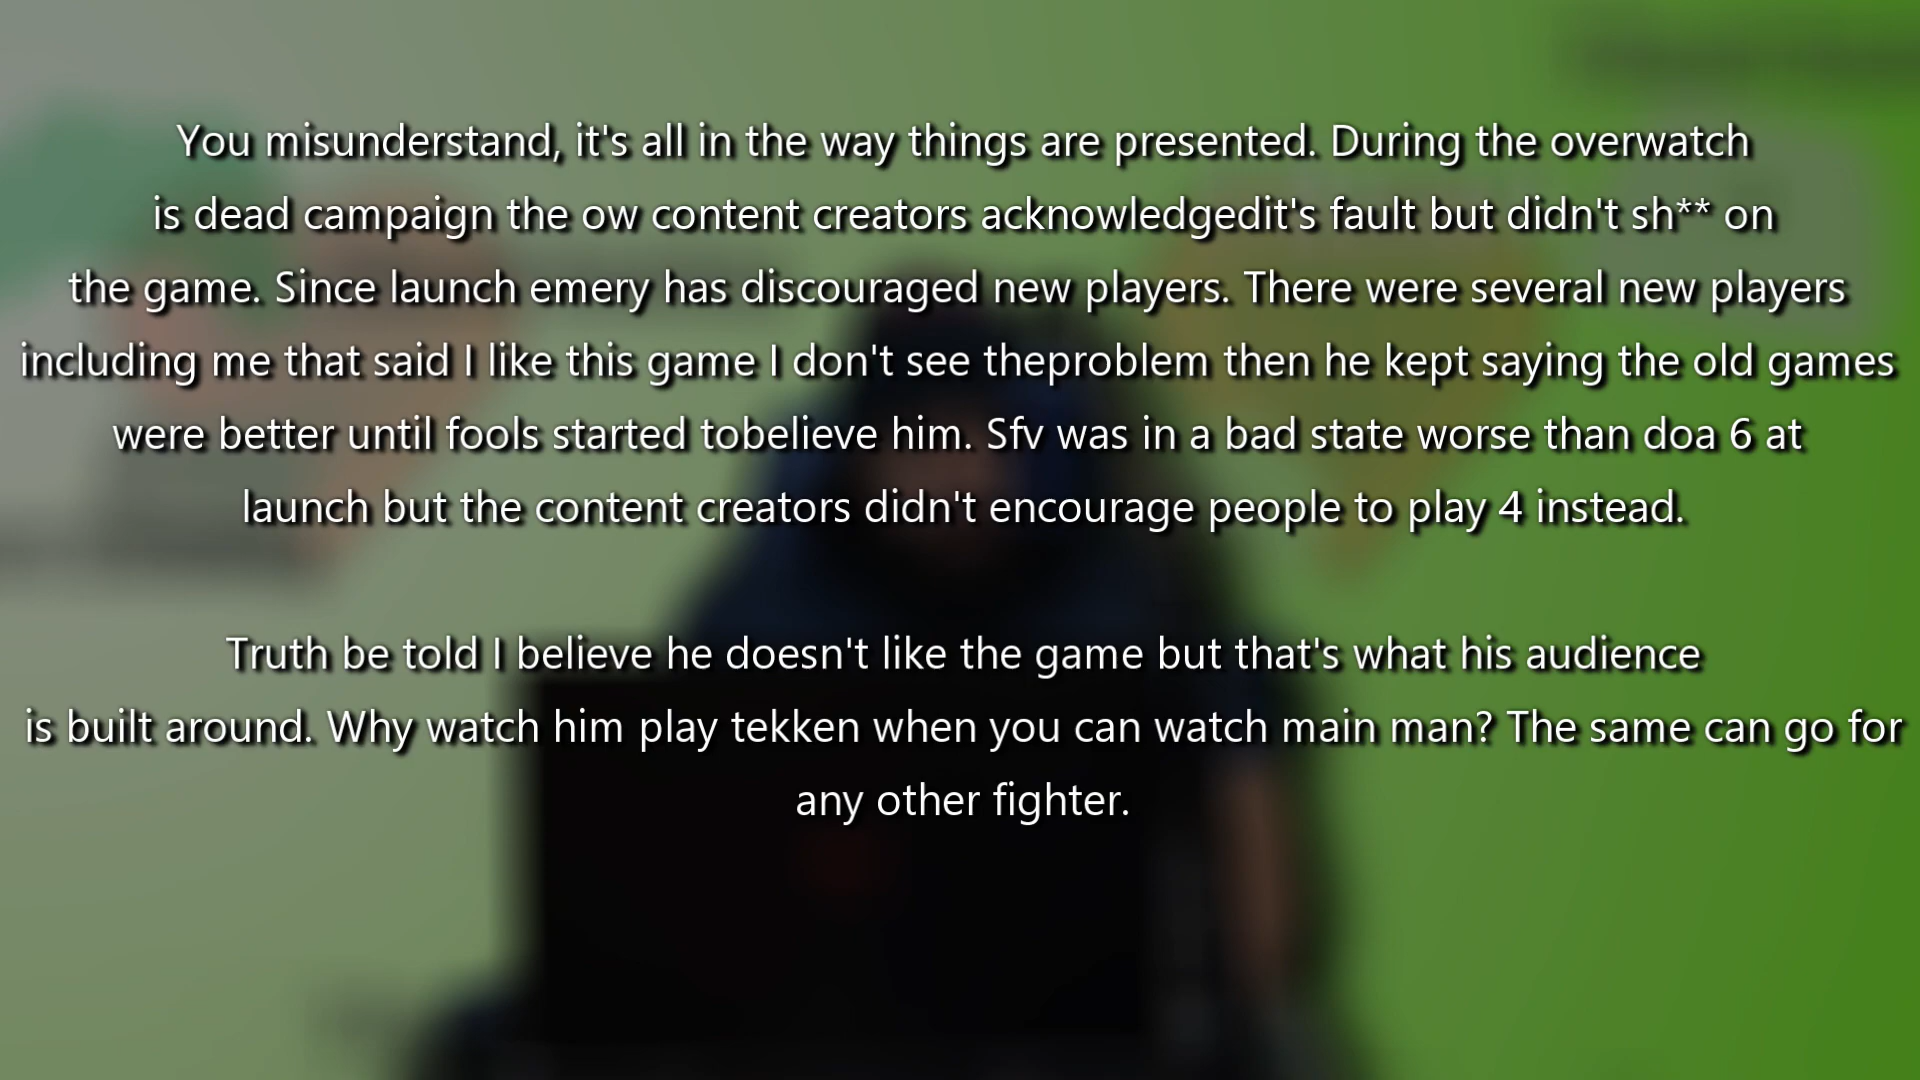 You misunderstand, it's all in the way things are presented. During the overwatch
is dead campaign the ow content creators acknowledgedit's fault but didn't sh** on
the game. Since launch emery has discouraged new players. There were several new players
including me that said I like this game I don't see theproblem then he kept saying the old games
were better until fools started tobelieve him. Sfv was in a bad state worse than doa 6 at
launch but the content creators didn't encourage people to play 4 instead.
Truth be told I believe he doesn't like the game but that's what his audience
is built around. Why watch him play tekken when you can watch main man? The same can go for
any other fighter.